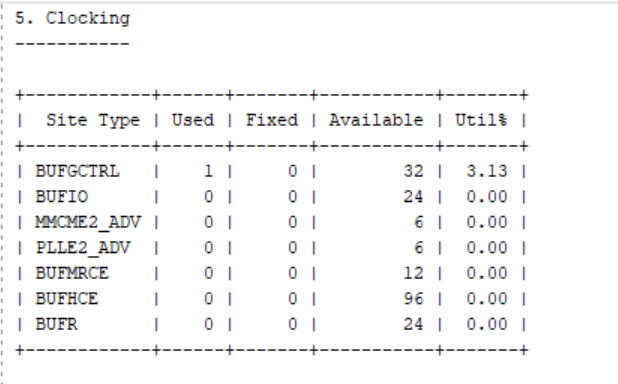 5. Clocking
-----------
+------------+------+-------+-----------+-------+
|  Site Type | Used | Fixed | Available | Util% |
+------------+------+-------+-----------+-------+
| BUFGCTRL   |    1 |     0 |        32 |  3.13 |
| BUFIO      |    0 |     0 |        24 |  0.00 |
| MMCME2_ADV |    0 |     0 |         6 |  0.00 |
| PLLE2_ADV  |    0 |     0 |         6 |  0.00 |
| BUFMRCE    |    0 |     0 |        12 |  0.00 |
| BUFHCE     |    0 |     0 |        96 |  0.00 |
| BUFR       |    0 |     0 |        24 |  0.00 |
+------------+------+-------+-----------+-------+